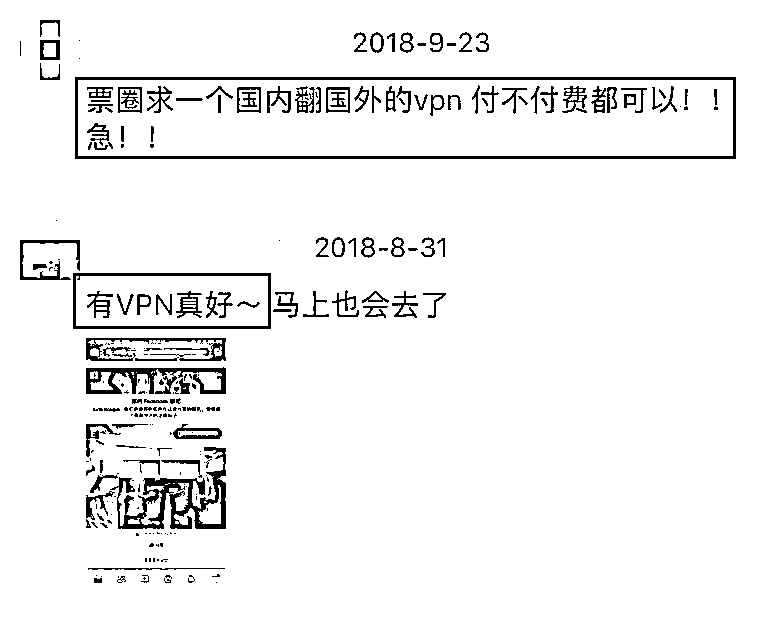 2018-9-23
票圈求一个国内翻国外的vpn 付不付费都可以！！
急！！
2018-8-31
有VPN真好～马上也会去了